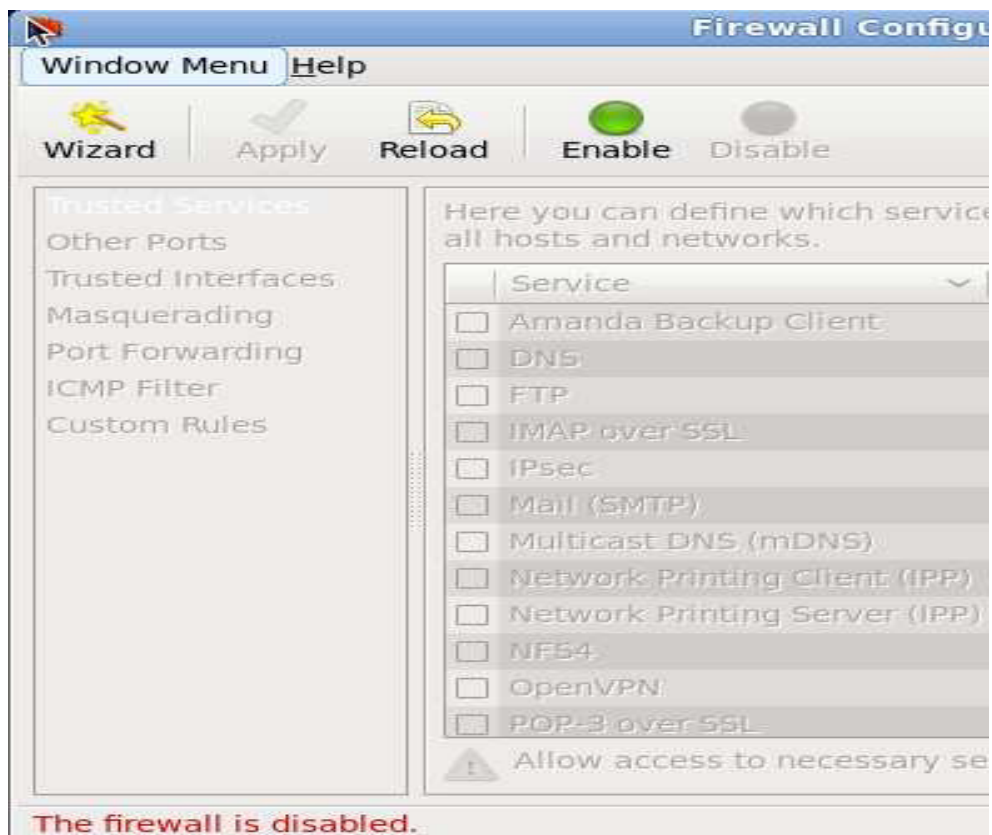 Firewall Configu
Window Menu Help
Wizard Apply Reload Enable Disable
Trusted Services
Other Ports
Trusted Interfaces
Masquerading
Port Forwarding
ICMP Filter
Custom Rules
Here you can define which service
all hosts and networks.
Service
Amanda Backup Client
DNS
FTP
IMAP over SSL
IPsec
Mail (SMTP)
Multicast DNS (mDNS)
Network Printing Client (IPP)
Network Printing Server (IPP)
NFS4
OpenVPN
POP-3 over SSL
Allow access to necessary se
The firewall is disabled.